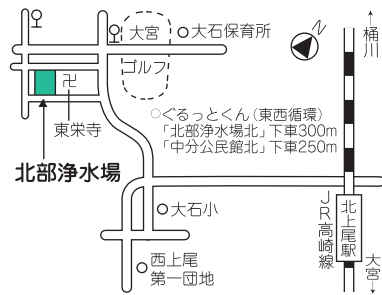 N
↑
桶川
大宮
ゴルフ
大石保育所
卍
東栄寺
○ぐるっとくん(東西循環)
「北部浄水場北」下車300m
「中分公民館北」下車250m
北部浄水場
大石小
JR高崎線
北上尾駅
西上尾
第一団地
大宮
↓